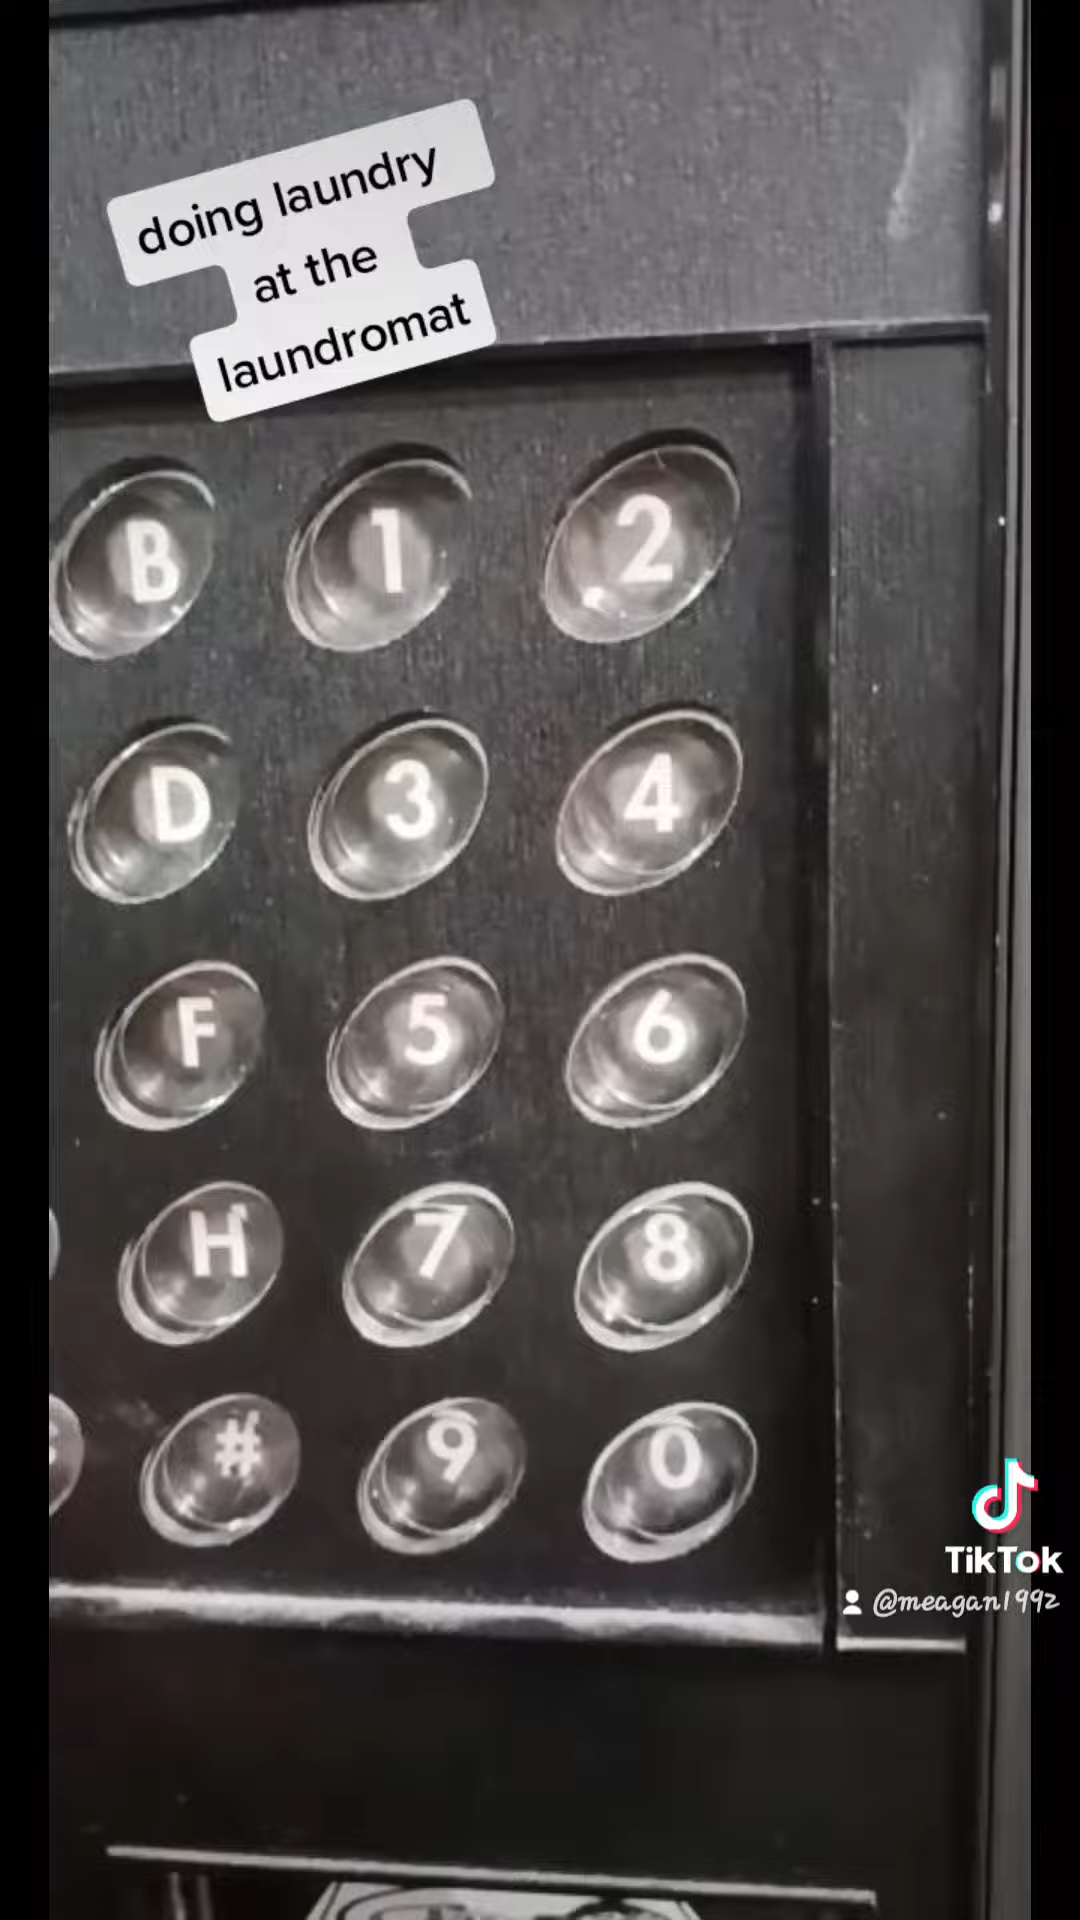 doing laundry
at the
laundromat
B 1 2
D 3 4
F 5 6
H 7 8
# 9 0
TikTok
@meagan1992